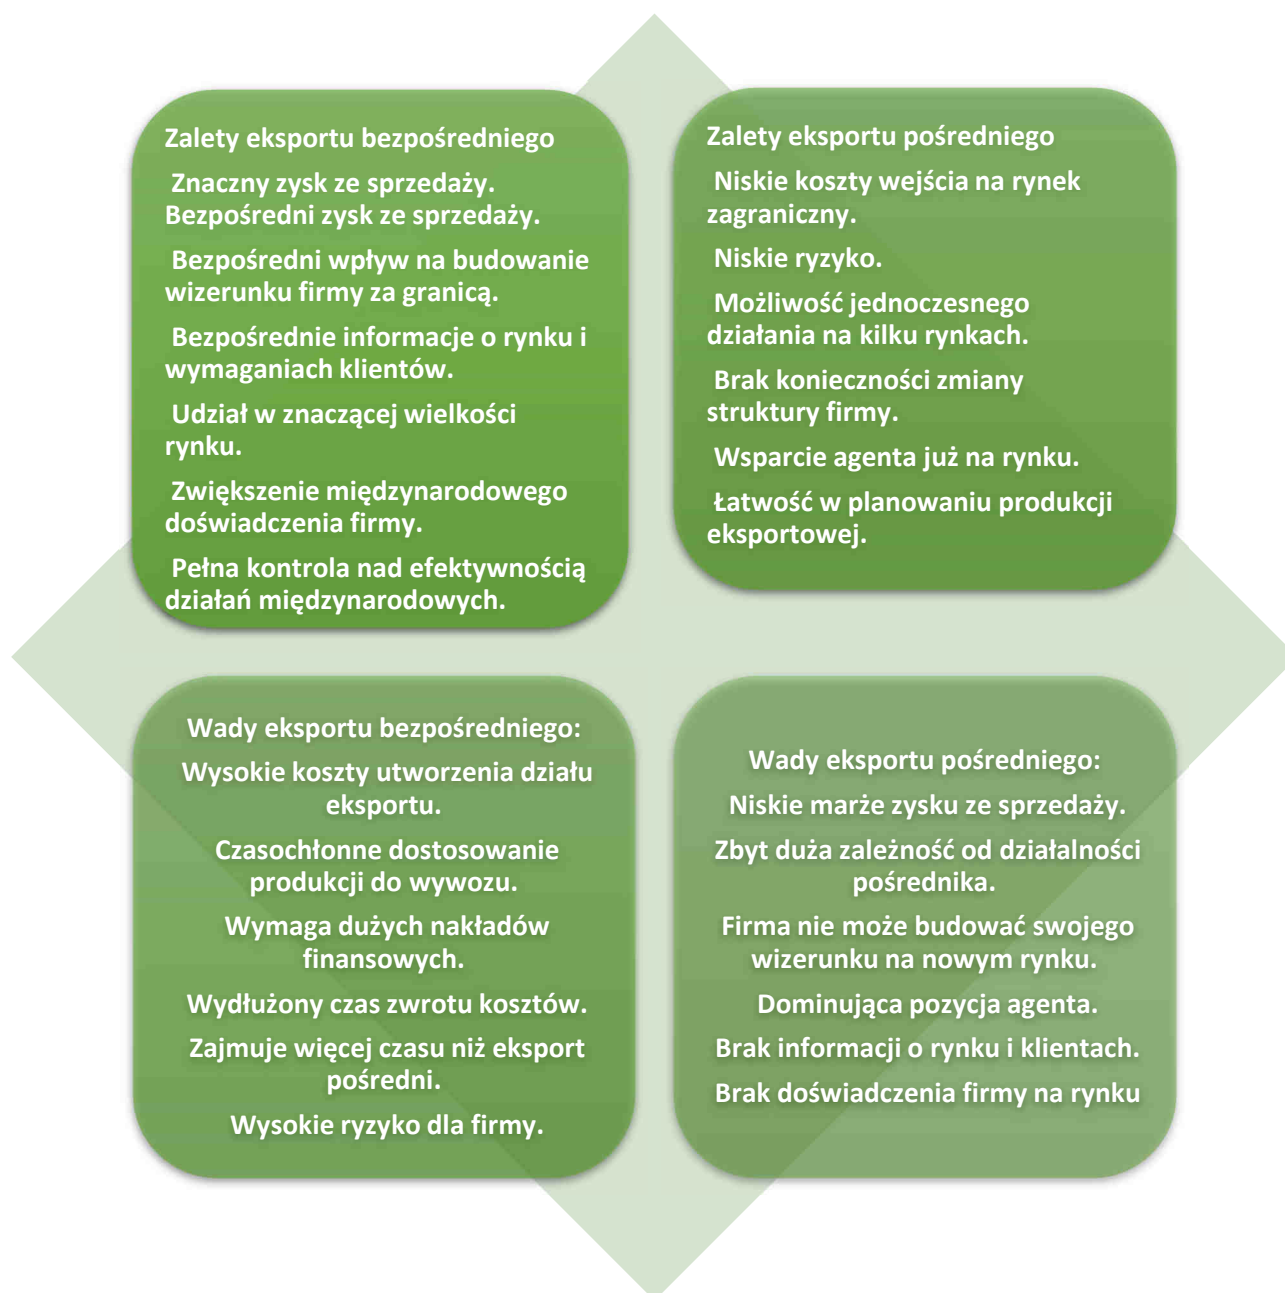 Zalety eksportu bezpośredniego
Znaczny zysk ze sprzedaży.
Bezpośredni zysk ze sprzedaży.
Bezpośredni wpływ na budowanie
wizerunku firmy za granicą.
Bezpośrednie informacje o rynku i
wymaganiach klientów.
Udział w znaczącej wielkości
rynku.
Zwiększenie międzynarodowego
doświadczenia firmy.
Pełna kontrola nad efektywnością
działań międzynarodowych.
Zalety eksportu pośredniego
Niskie koszty wejścia na rynek
zagraniczny.
Niskie ryzyko.
Możliwość jednoczesnego
działania na kilku rynkach.
Brak konieczności zmiany
struktury firmy.
Wsparcie agenta już na rynku.
Łatwość w planowaniu produkcji
eksportowej.
Wady eksportu bezpośredniego:
Wysokie koszty utworzenia działu
eksportu.
Czasochłonne dostosowanie
produkcji do wywozu.
Wymaga dużych nakładów
finansowych.
Wydłużony czas zwrotu kosztów.
Zajmuje więcej czasu niż eksport
pośredni.
Wysokie ryzyko dla firmy.
Wady eksportu pośredniego:
Niskie marże zysku ze sprzedaży.
Zbyt duża zależność od działalności
pośrednika.
Firma nie może budować swojego
wizerunku na nowym rynku.
Dominująca pozycja agenta.
Brak informacji o rynku i klientach.
Brak doświadczenia firmy na rynku